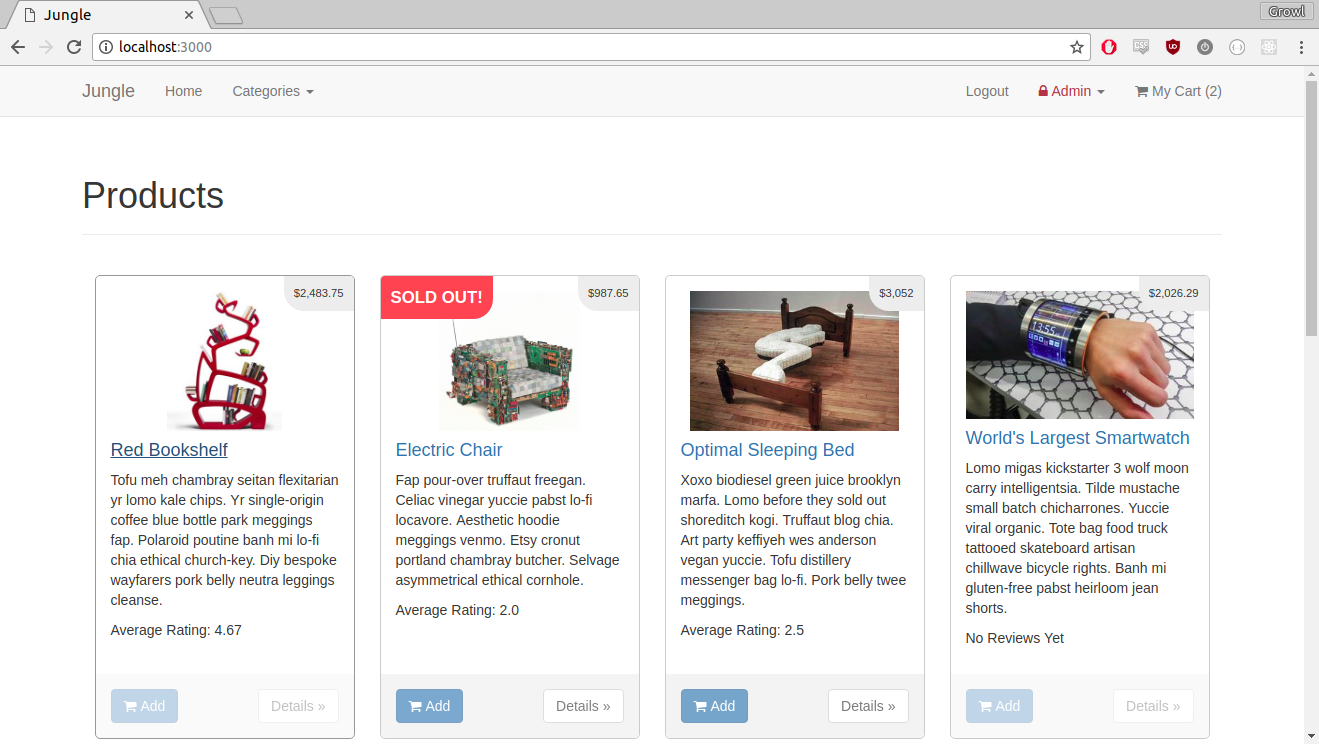 Jungle
Growl
localhost:3000
Jungle Home Categories Logout Admin My Cart (2)
Products
$2,483.75
Red Bookshelf
Tofu meh chambray seitan flexitarian
yr lomo kale chips. Yr single-origin
coffee blue bottle park meggings
fap. Polaroid poutine banh mi lo-fi
chia ethical church-key. Diy bespoke
wayfarers pork belly neutra leggings
cleanse.
Average Rating: 4.67
Add Details »
SOLD OUT!
$987.65
Electric Chair
Fap pour-over truffaut freegan.
Celiac vinegar yuccie pabst lo-fi
locavore. Aesthetic hoodie
meggings venmo. Etsy cronut
portland chambray butcher. Selvage
asymmetrical ethical cornhole.
Average Rating: 2.0
Add Details »
$3,052
Optimal Sleeping Bed
Xoxo biodiesel green juice brooklyn
marfa. Lomo before they sold out
shoreditch kogi. Truffaut blog chia.
Art party keffiyeh wes anderson
vegan yuccie. Tofu distillery
messenger bag lo-fi. Pork belly twee
meggings.
Average Rating: 2.5
Add Details »
$2,026.29
13:55
World's Largest Smartwatch
Lomo migas kickstarter 3 wolf moon
carry intelligentsia. Tilde mustache
small batch chicharrones. Yuccie
viral organic. Tote bag food truck
tattooed skateboard artisan
chillwave bicycle rights. Banh mi
gluten-free pabst heirloom jean
shorts.
No Reviews Yet
Add Details »